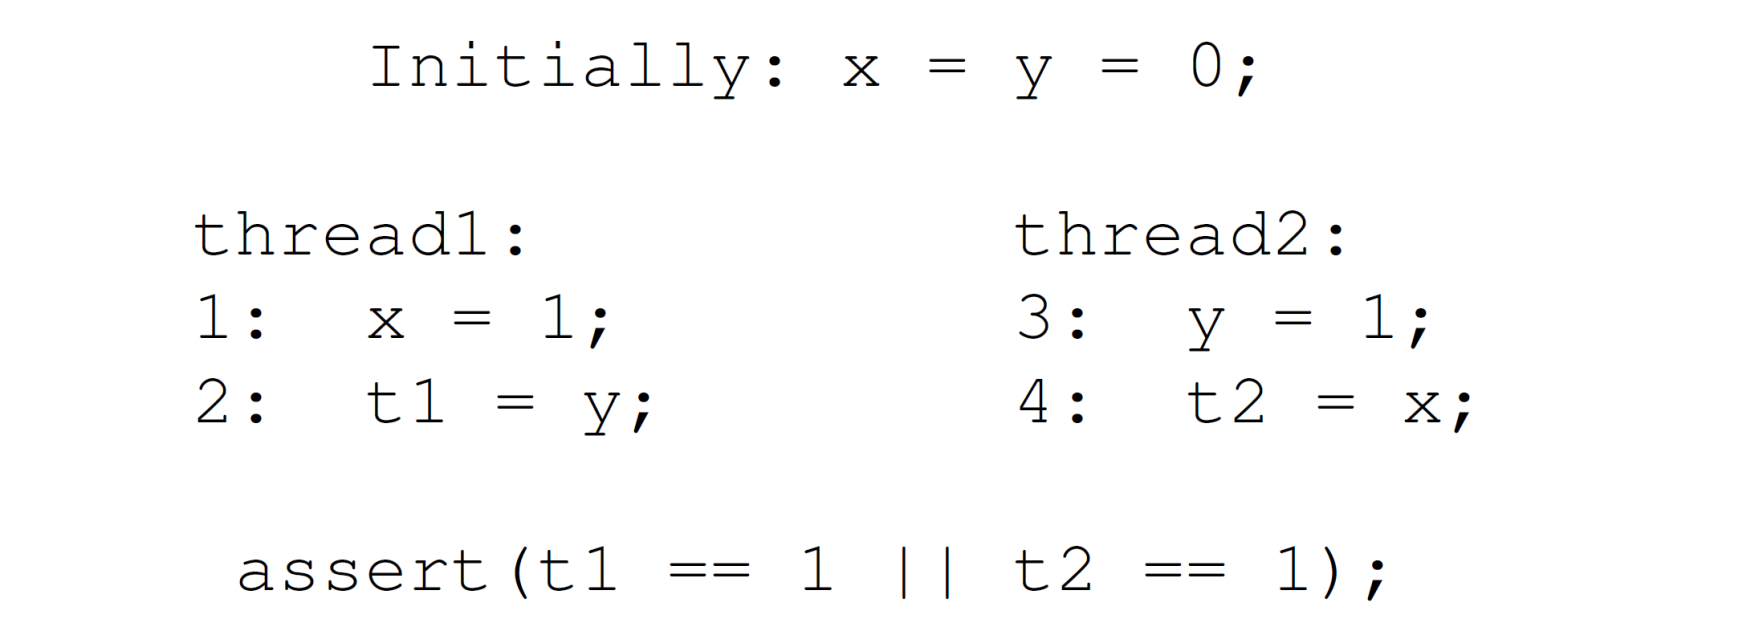 Initially: x = y = 0;
thread1: thread2:
1: x = 1; 3: y = 1;
2: t1 = y; 4: t2 = x;
assert(t1 == 1 || t2 == 1);